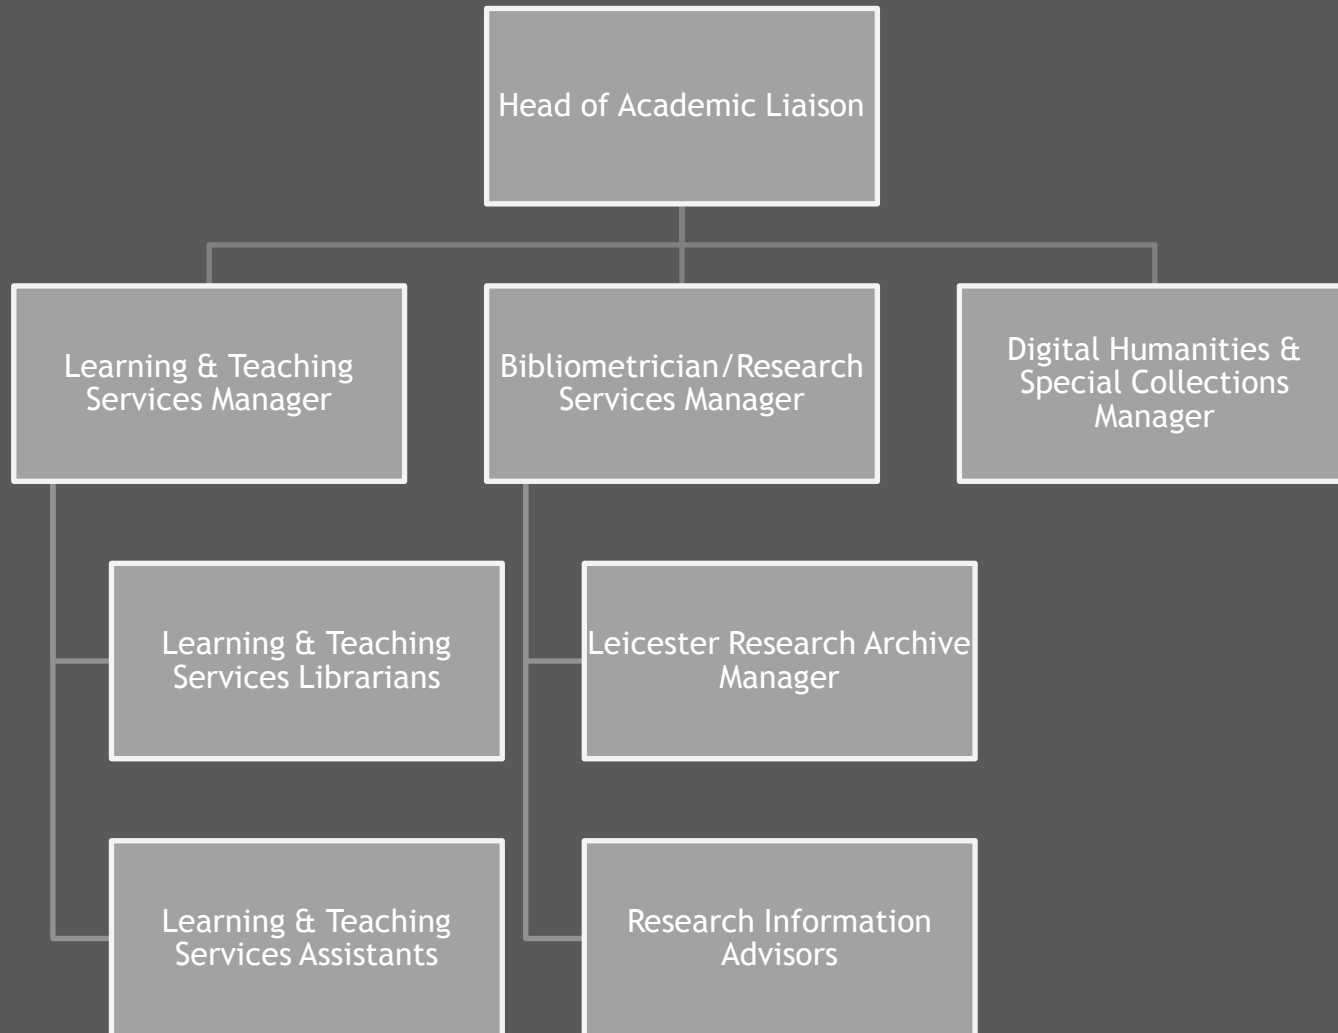 Head of Academic Liaison
Learning & Teaching
Services Manager
Bibliometrician/Research
Services Manager
Digital Humanities &
Special Collections
Manager
Learning & Teaching
Services Librarians
Leicester Research Archive
Manager
Learning & Teaching
Services Assistants
Research Information
Advisors